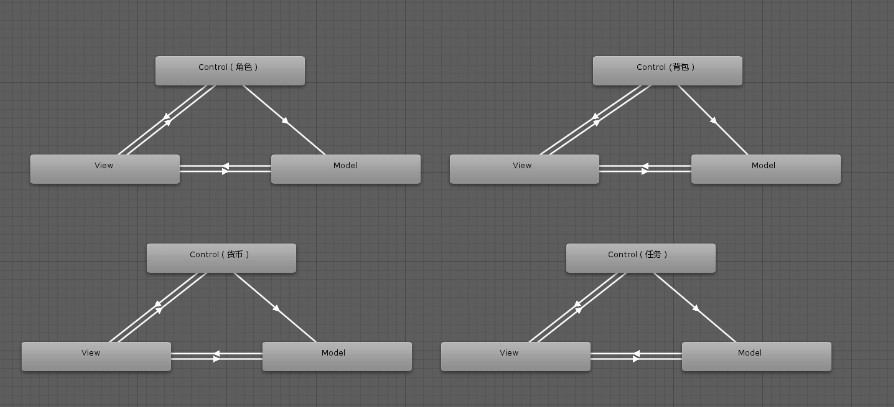 Control ( 角色 )
View
Model
Control (背包 )
View
Model
Control ( 货币 )
View
Model
Control ( 任务 )
View
Model